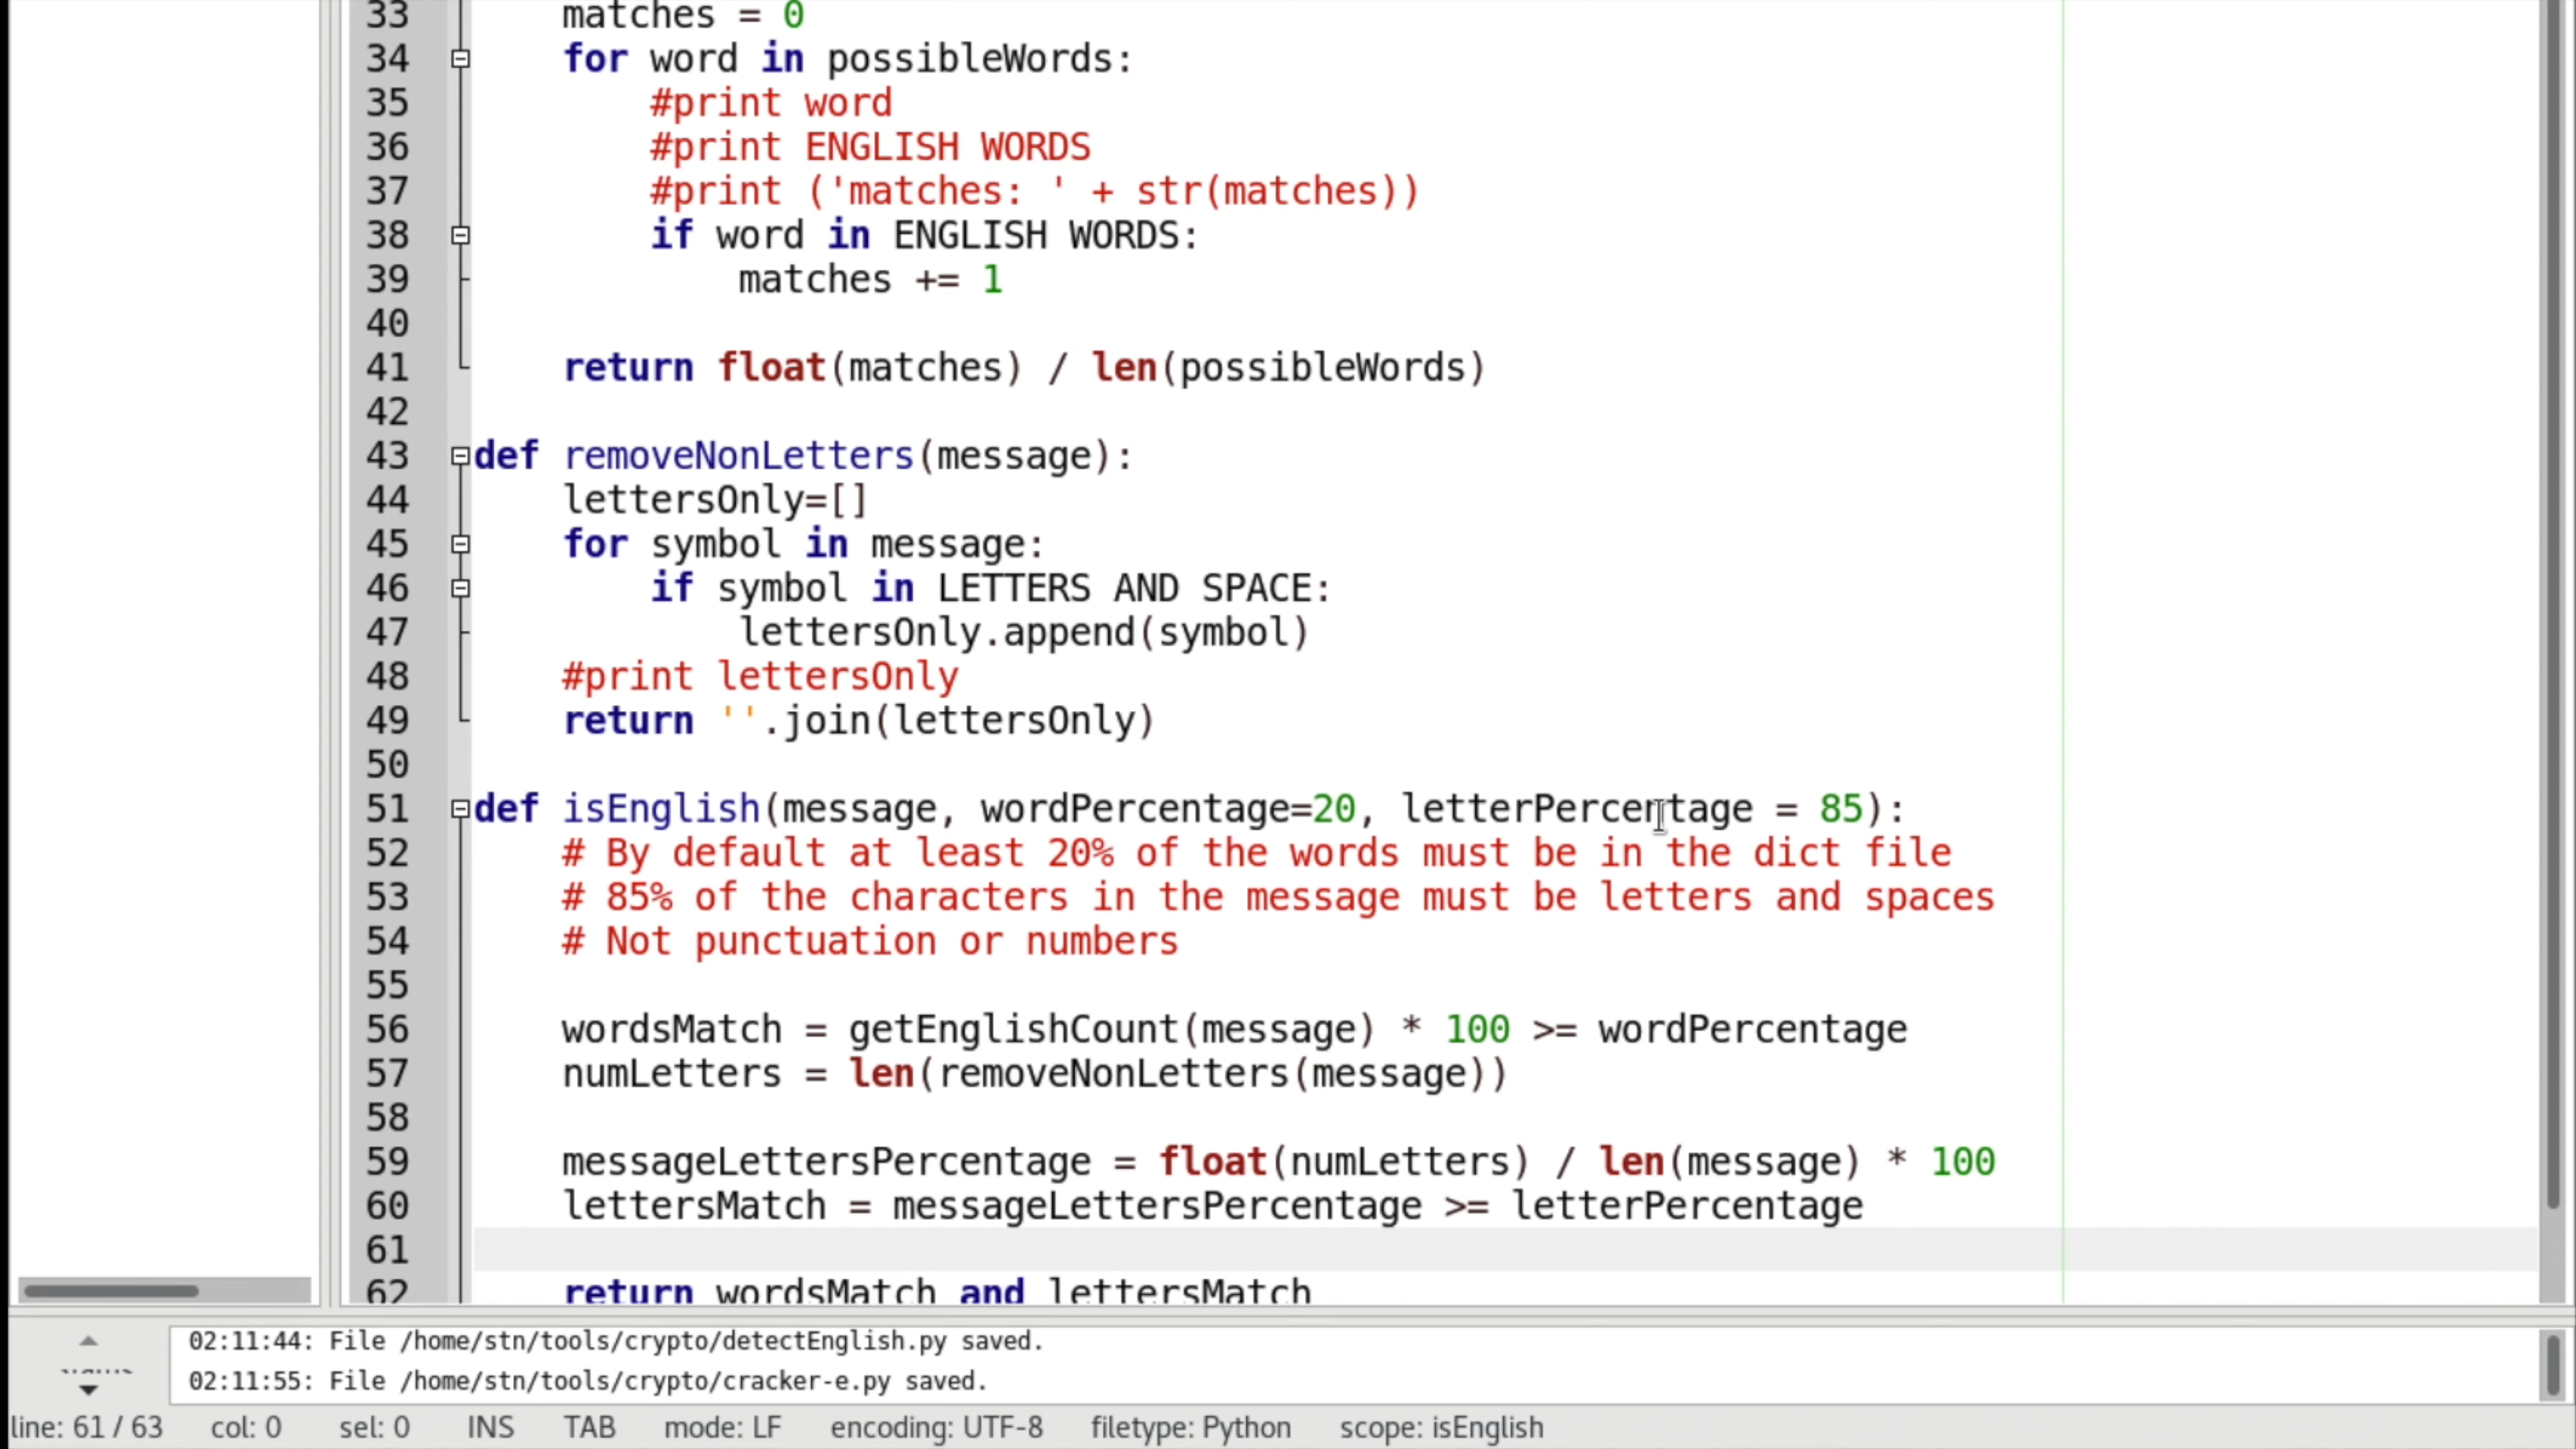 33 matches = 0
34 for word in possibleWords:
35 #print word
36 #print ENGLISH WORDS
37 #print ('matches: ' + str(matches))
38 if word in ENGLISH WORDS:
39 matches += 1
40
41 return float(matches) / len(possibleWords)
42
43 def removeNonLetters(message):
44 lettersOnly=[]
45 for symbol in message:
46 if symbol in LETTERS AND SPACE:
47 lettersOnly.append(symbol)
48 #print lettersOnly
49 return ''.join(lettersOnly)
50
51 def isEnglish(message, wordPercentage=20, letterPercentage = 85):
52 # By default at least 20% of the words must be in the dict file
53 # 85% of the characters in the message must be letters and spaces
54 # Not punctuation or numbers
55
56 wordsMatch = getEnglishCount(message) * 100 >= wordPercentage
57 numLetters = len(removeNonLetters(message))
58
59 messageLettersPercentage = float(numLetters) / len(message) * 100
60 lettersMatch = messageLettersPercentage >= letterPercentage
61
62 return wordsMatch and lettersMatch
02:11:44: File /home/stn/tools/crypto/detectEnglish.py saved.
02:11:55: File /home/stn/tools/crypto/cracker-e.py saved.
line: 61 / 63 col: 0 sel: 0 INS TAB mode: LF encoding: UTF-8 filetype: Python scope: isEnglish